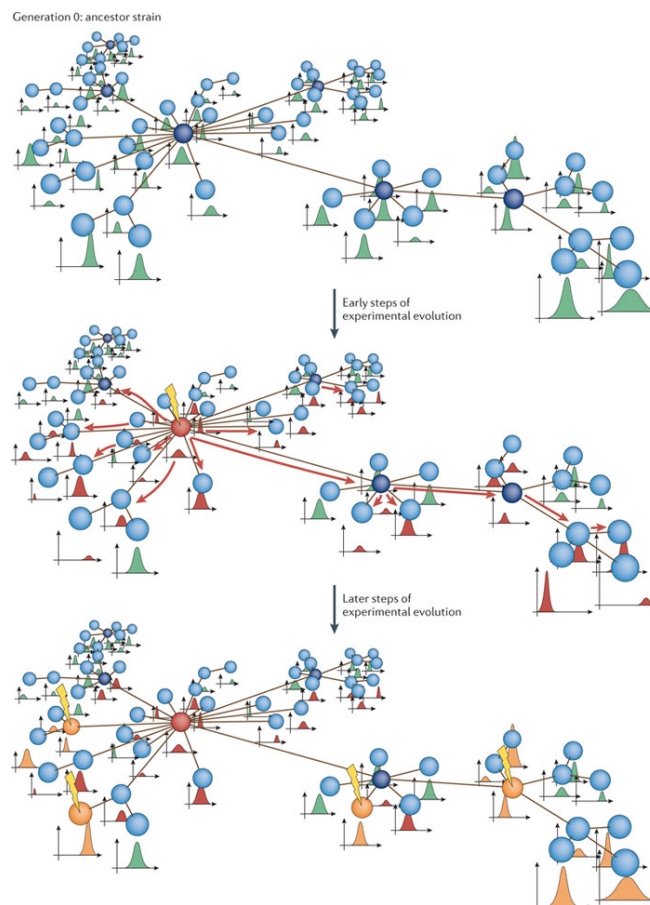 Generation 0: ancestor strain
Early steps of
experimental evolution
Later steps of
experimental evolution